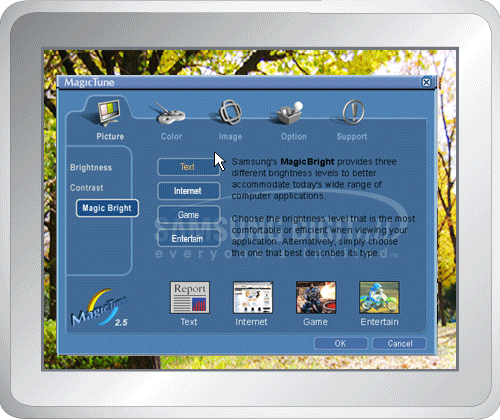 MagicTune
Picture
Color
Image
Option
Support
Brightness
Contrast
Magic Bright
Text
Internet
Game
Entertain
Samsung's MagicBright provides three
different brightness levels to better
accommodate today's wide range of
computer applications.
Choose the brightness level that is the most
comfortable or efficient when viewing your
application. Alternatively, simply choose
the one that best describes its type.
SAMSUNG DIGITall
Report
Text
Internet
Game
Entertain
MagicTune 2.5
OK
Cancel